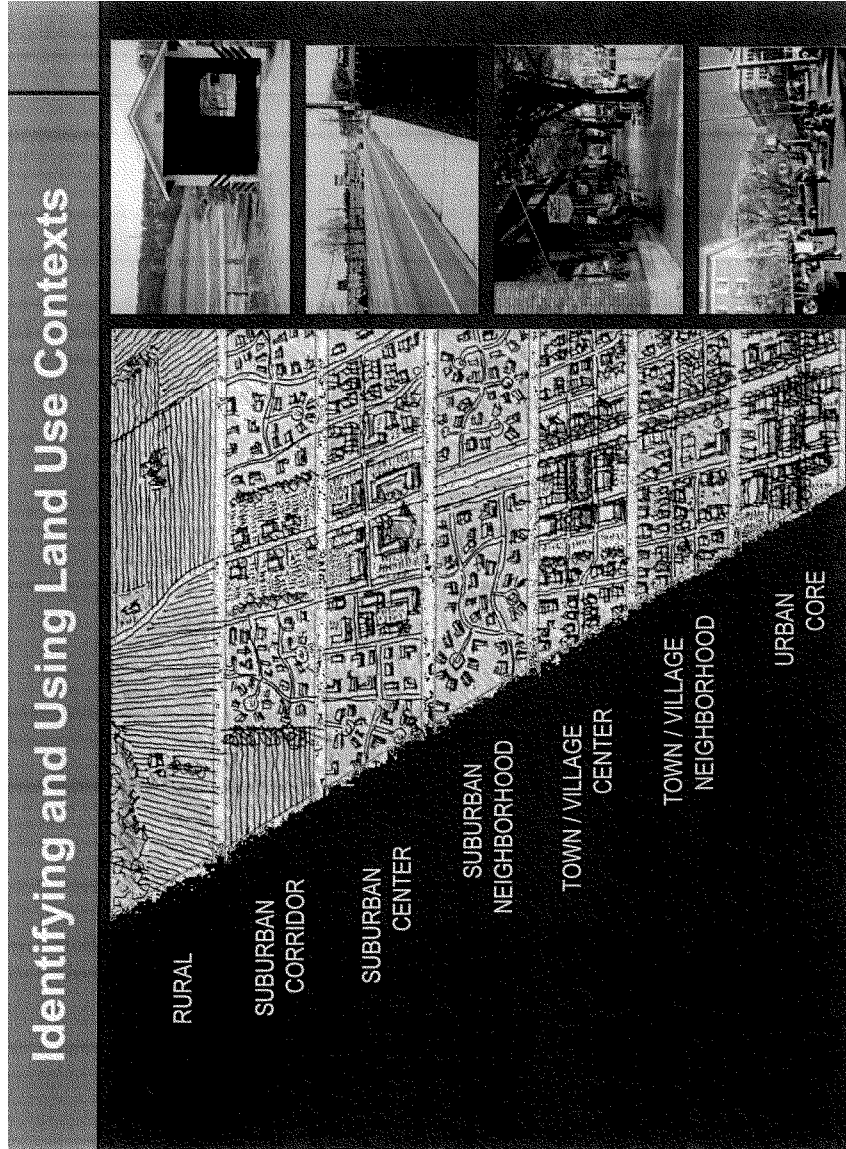 Identifying and Using Land Use Contexts
RURAL
SUBURBAN
CORRIDOR
SUBURBAN
CENTER
SUBURBAN
NEIGHBORHOOD
TOWN / VILLAGE
CENTER
TOWN / VILLAGE
NEIGHBORHOOD
URBAN
CORE